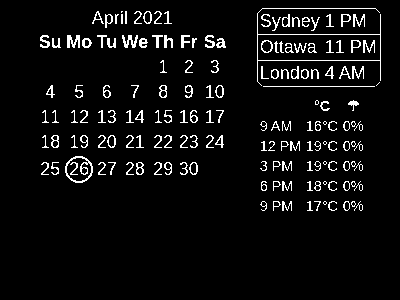 April 2021
Su Mo Tu We Th Fr Sa
1 2 3
4 5 6 7 8 9 10
11 12 13 14 15 16 17
18 19 20 21 22 23 24
25 26 27 28 29 30
Sydney 1 PM
Ottawa 11 PM
London 4 AM
°C ☂
9 AM 16°C 0%
12 PM 19°C 0%
3 PM 19°C 0%
6 PM 18°C 0%
9 PM 17°C 0%